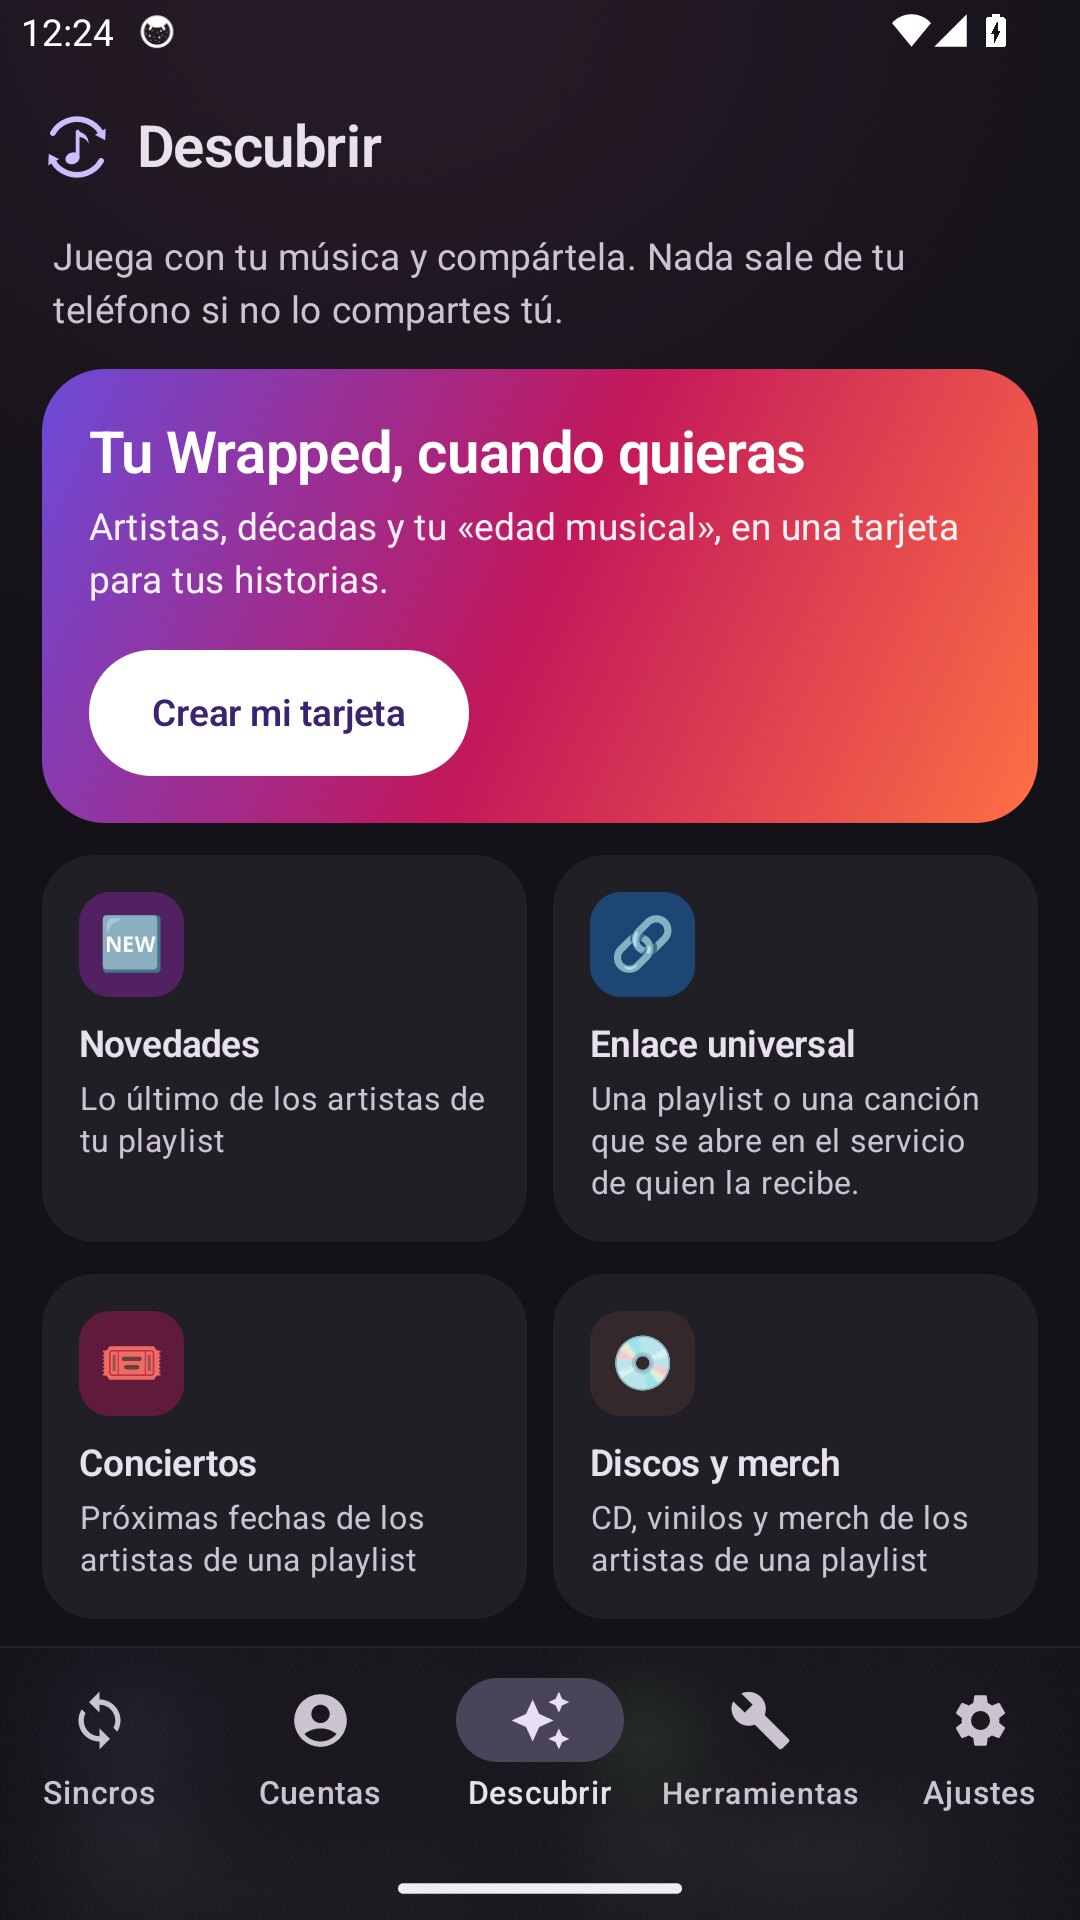 12:24
Descubrir
Juega con tu música y compártela. Nada sale de tu
teléfono si no lo compartes tú.
Tu Wrapped, cuando quieras
Artistas, décadas y tu «edad musical», en una tarjeta
para tus historias.
Crear mi tarjeta
NEW
Novedades
Lo último de los artistas de
tu playlist
Enlace universal
Una playlist o una canción
que se abre en el servicio
de quien la recibe.
Conciertos
Próximas fechas de los
artistas de una playlist
Discos y merch
CD, vinilos y merch de los
artistas de una playlist
Sincros
Cuentas
Descubrir
Herramientas
Ajustes